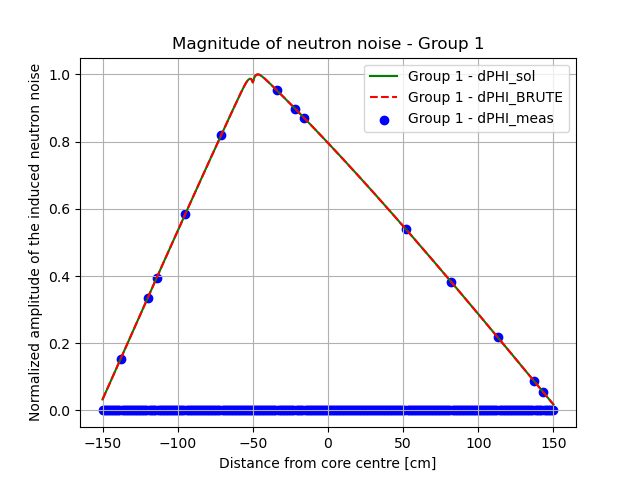 Magnitude of neutron noise - Group 1
Normalized amplitude of the induced neutron noise
1.0
0.8
0.6
0.4
0.2
0.0
Group 1 - dPHI_sol
Group 1 - dPHI_BRUTE
Group 1 - dPHI_meas
−150
−100
−50
0
50
100
150
Distance from core centre [cm]